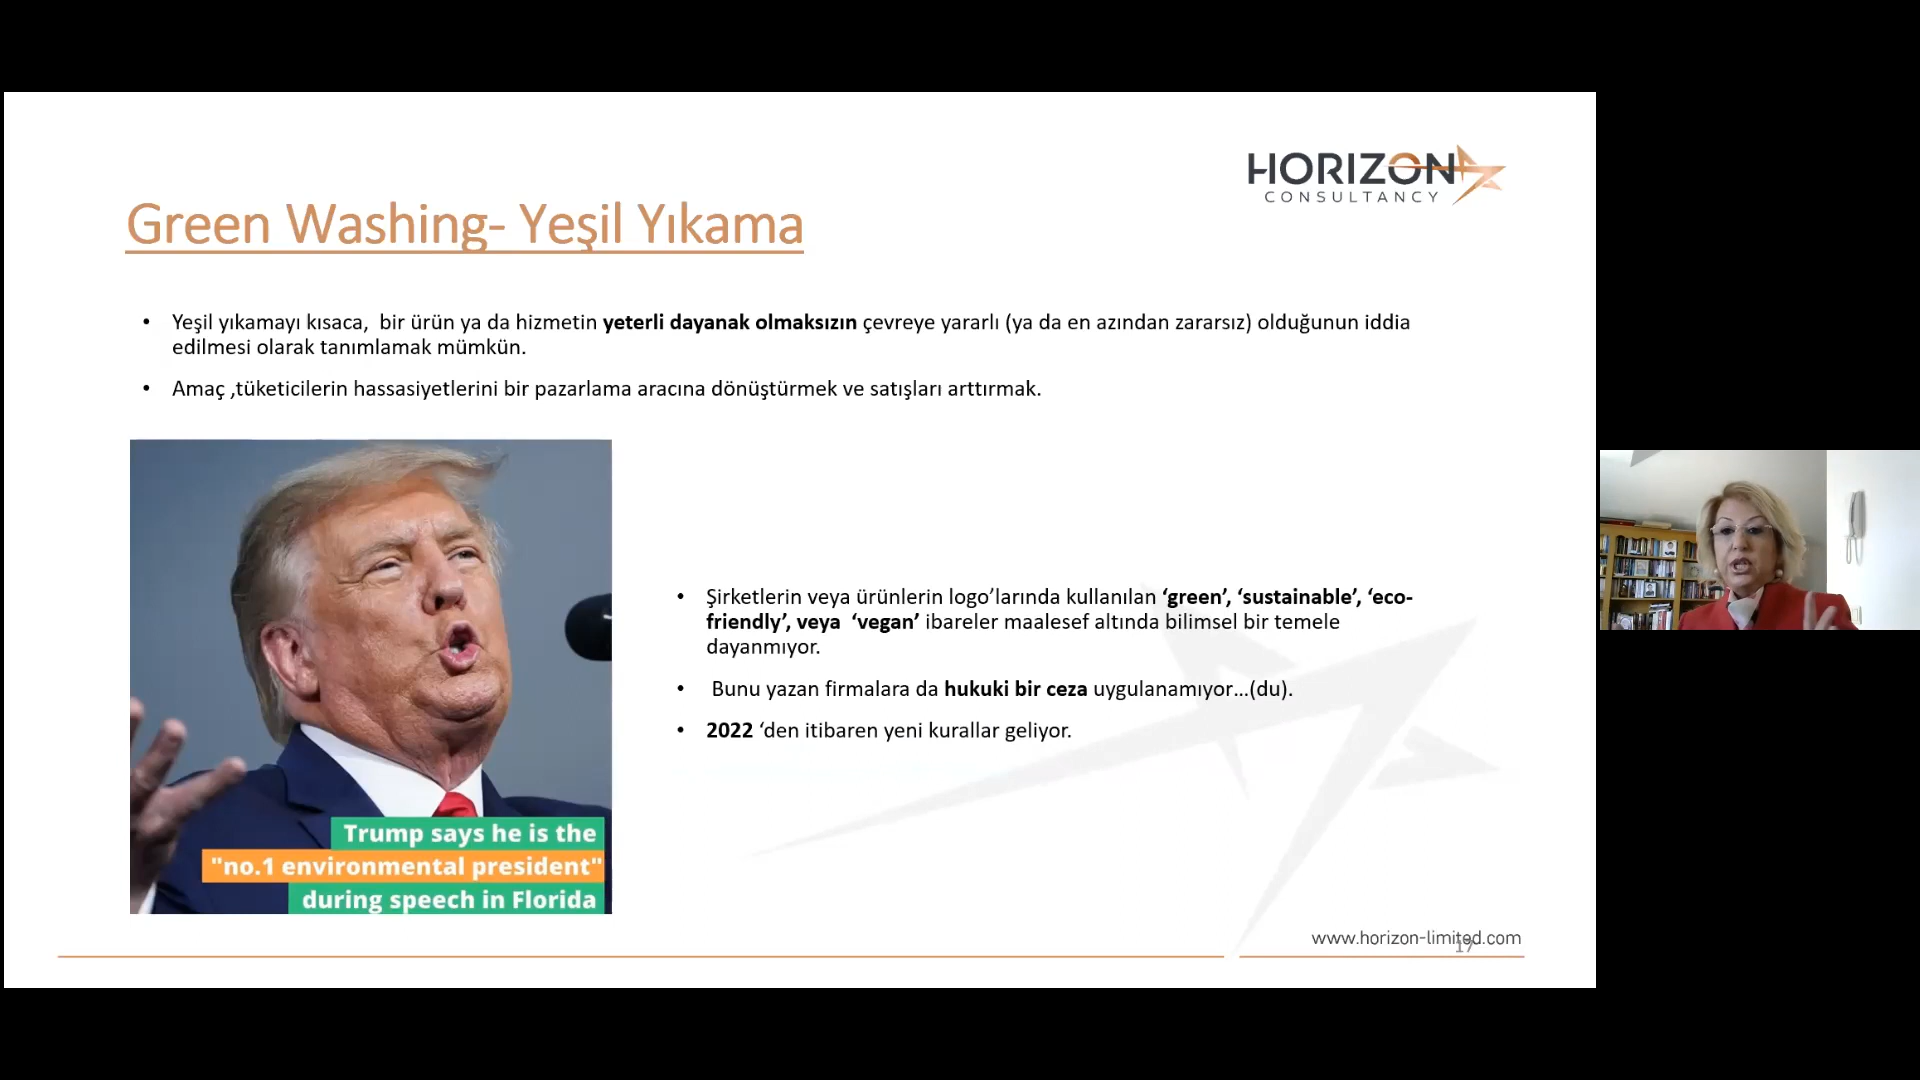 HORIZON
CONSULTANCY
Green Washing- Yeşil Yıkama
• Yeşil yıkamayı kısaca,  bir ürün ya da hizmetin yeterli dayanak olmaksızın çevreye yararlı (ya da en azından zararsız) olduğunun iddia
edilmesi olarak tanımlamak mümkün.
• Amaç ,tüketicilerin hassasiyetlerini bir pazarlama aracına dönüştürmek ve satışları arttırmak.
• Şirketlerin veya ürünlerin logo’larında kullanılan ‘green’, ‘sustainable’, ‘eco-
friendly’, veya  ‘vegan’ ibareler maalesef altında bilimsel bir temele
dayanmıyor.
• Bunu yazan firmalara da hukuki bir ceza uygulanamıyor...(du).
• 2022 ‘den itibaren yeni kurallar geliyor.
Trump says he is the
"no.1 environmental president"
during speech in Florida
www.horizon-limited.com
17